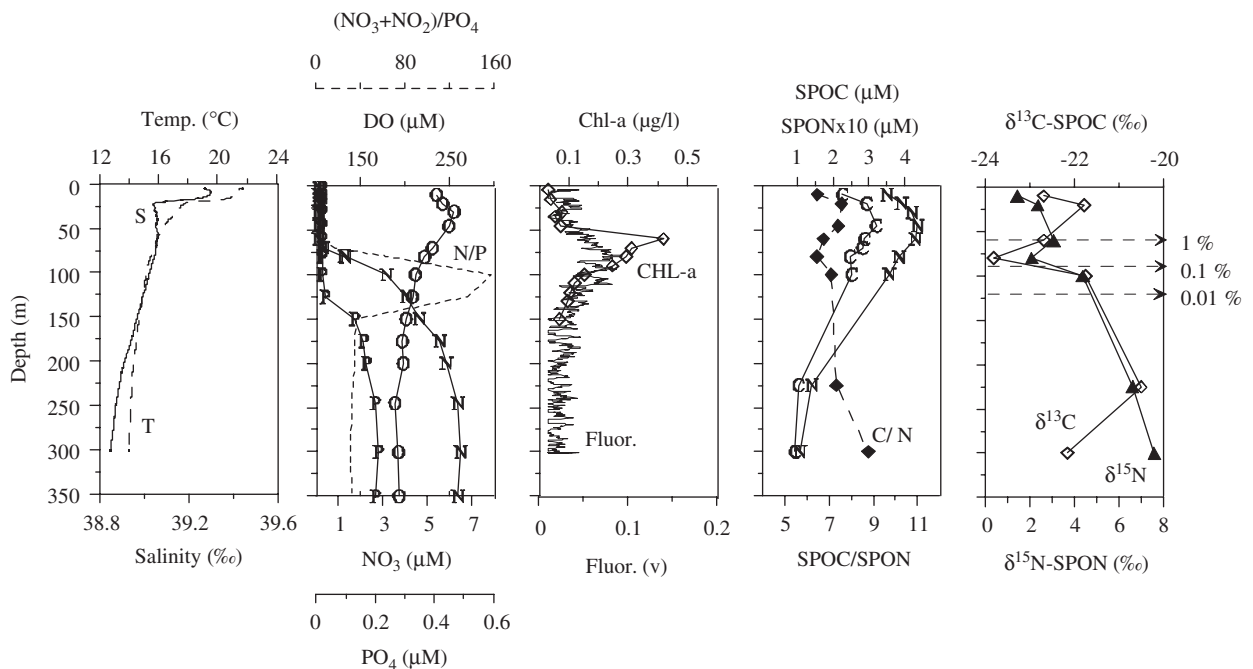 (NO₃+NO₂)/PO₄
0 80 160
Temp. (°C)
12 14 16 18 20 22 24
DO (µM)
150 250
Chl-a (µg/l)
0.1 0.3 0.5
SPOC (µM)
SPONx10 (µM)
1 2 3 4
δ¹³C-SPOC (‰)
-24 -22 -20
Depth (m)
0
50
100
150
200
250
300
350
S
T
N/P
CHL-a
Fluor.
C/N
δ¹³C
δ¹⁵N
1 %
0.1 %
0.01 %
38.8 39.2 39.6
Salinity (‰)
1 3 5 7
NO₃ (µM)
0 0.2 0.4 0.6
PO₄ (µM)
0 0.1 0.2
Fluor. (v)
5 7 9 11
SPOC/SPON
0 2 4 6 8
δ¹⁵N-SPON (‰)